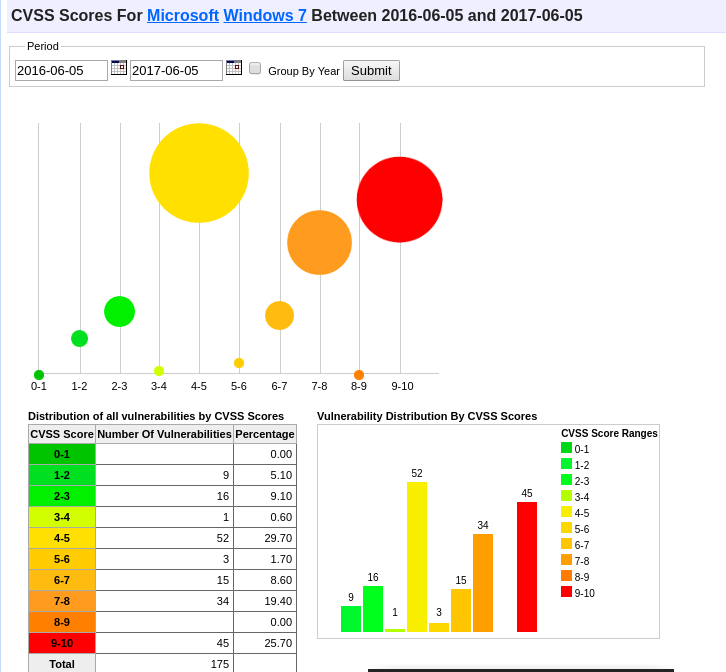 CVSS Scores For Microsoft Windows 7 Between 2016-06-05 and 2017-06-05
Period
2016-06-05 2017-06-05 Group By Year Submit
0-1 1-2 2-3 3-4 4-5 5-6 6-7 7-8 8-9 9-10
Distribution of all vulnerabilities by CVSS Scores
CVSS Score Number Of Vulnerabilities Percentage
0-1 0.00
1-2 9 5.10
2-3 16 9.10
3-4 1 0.60
4-5 52 29.70
5-6 3 1.70
6-7 15 8.60
7-8 34 19.40
8-9 0.00
9-10 45 25.70
Total 175
Vulnerability Distribution By CVSS Scores
9 16 1 52 3 15 34 45
CVSS Score Ranges
0-1
1-2
2-3
3-4
4-5
5-6
6-7
7-8
8-9
9-10